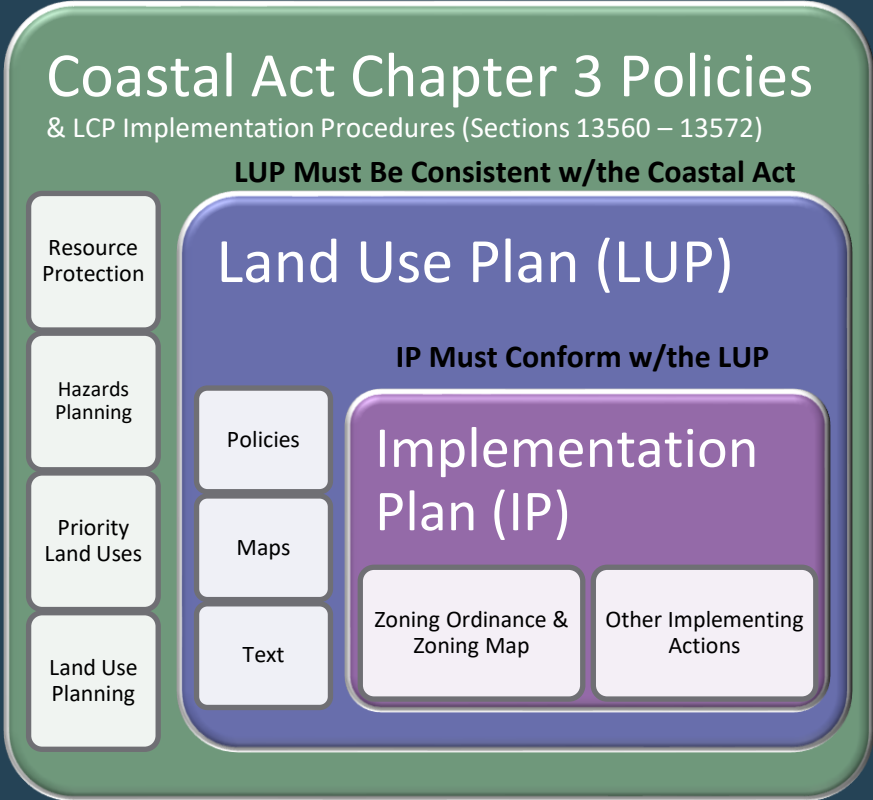 Coastal Act Chapter 3 Policies
& LCP Implementation Procedures (Sections 13560 – 13572)
LUP Must Be Consistent w/the Coastal Act
Resource
Protection
Hazards
Planning
Priority
Land Uses
Land Use
Planning
Land Use Plan (LUP)
IP Must Conform w/the LUP
Policies
Maps
Text
Implementation
Plan (IP)
Zoning Ordinance &
Zoning Map
Other Implementing
Actions